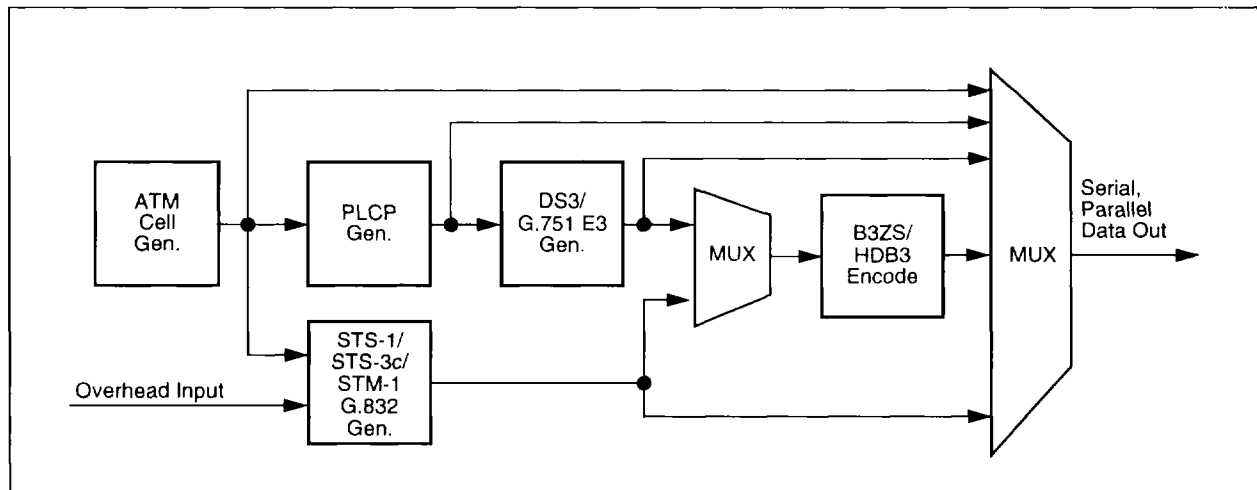 ATM
Cell
Gen.
PLCP
Gen.
DS3/
G.751 E3
Gen.
MUX
B3ZS/
HDB3
Encode
MUX
Serial,
Parallel
Data Out
Overhead Input
STS-1/
STS-3c/
STM-1
G.832
Gen.